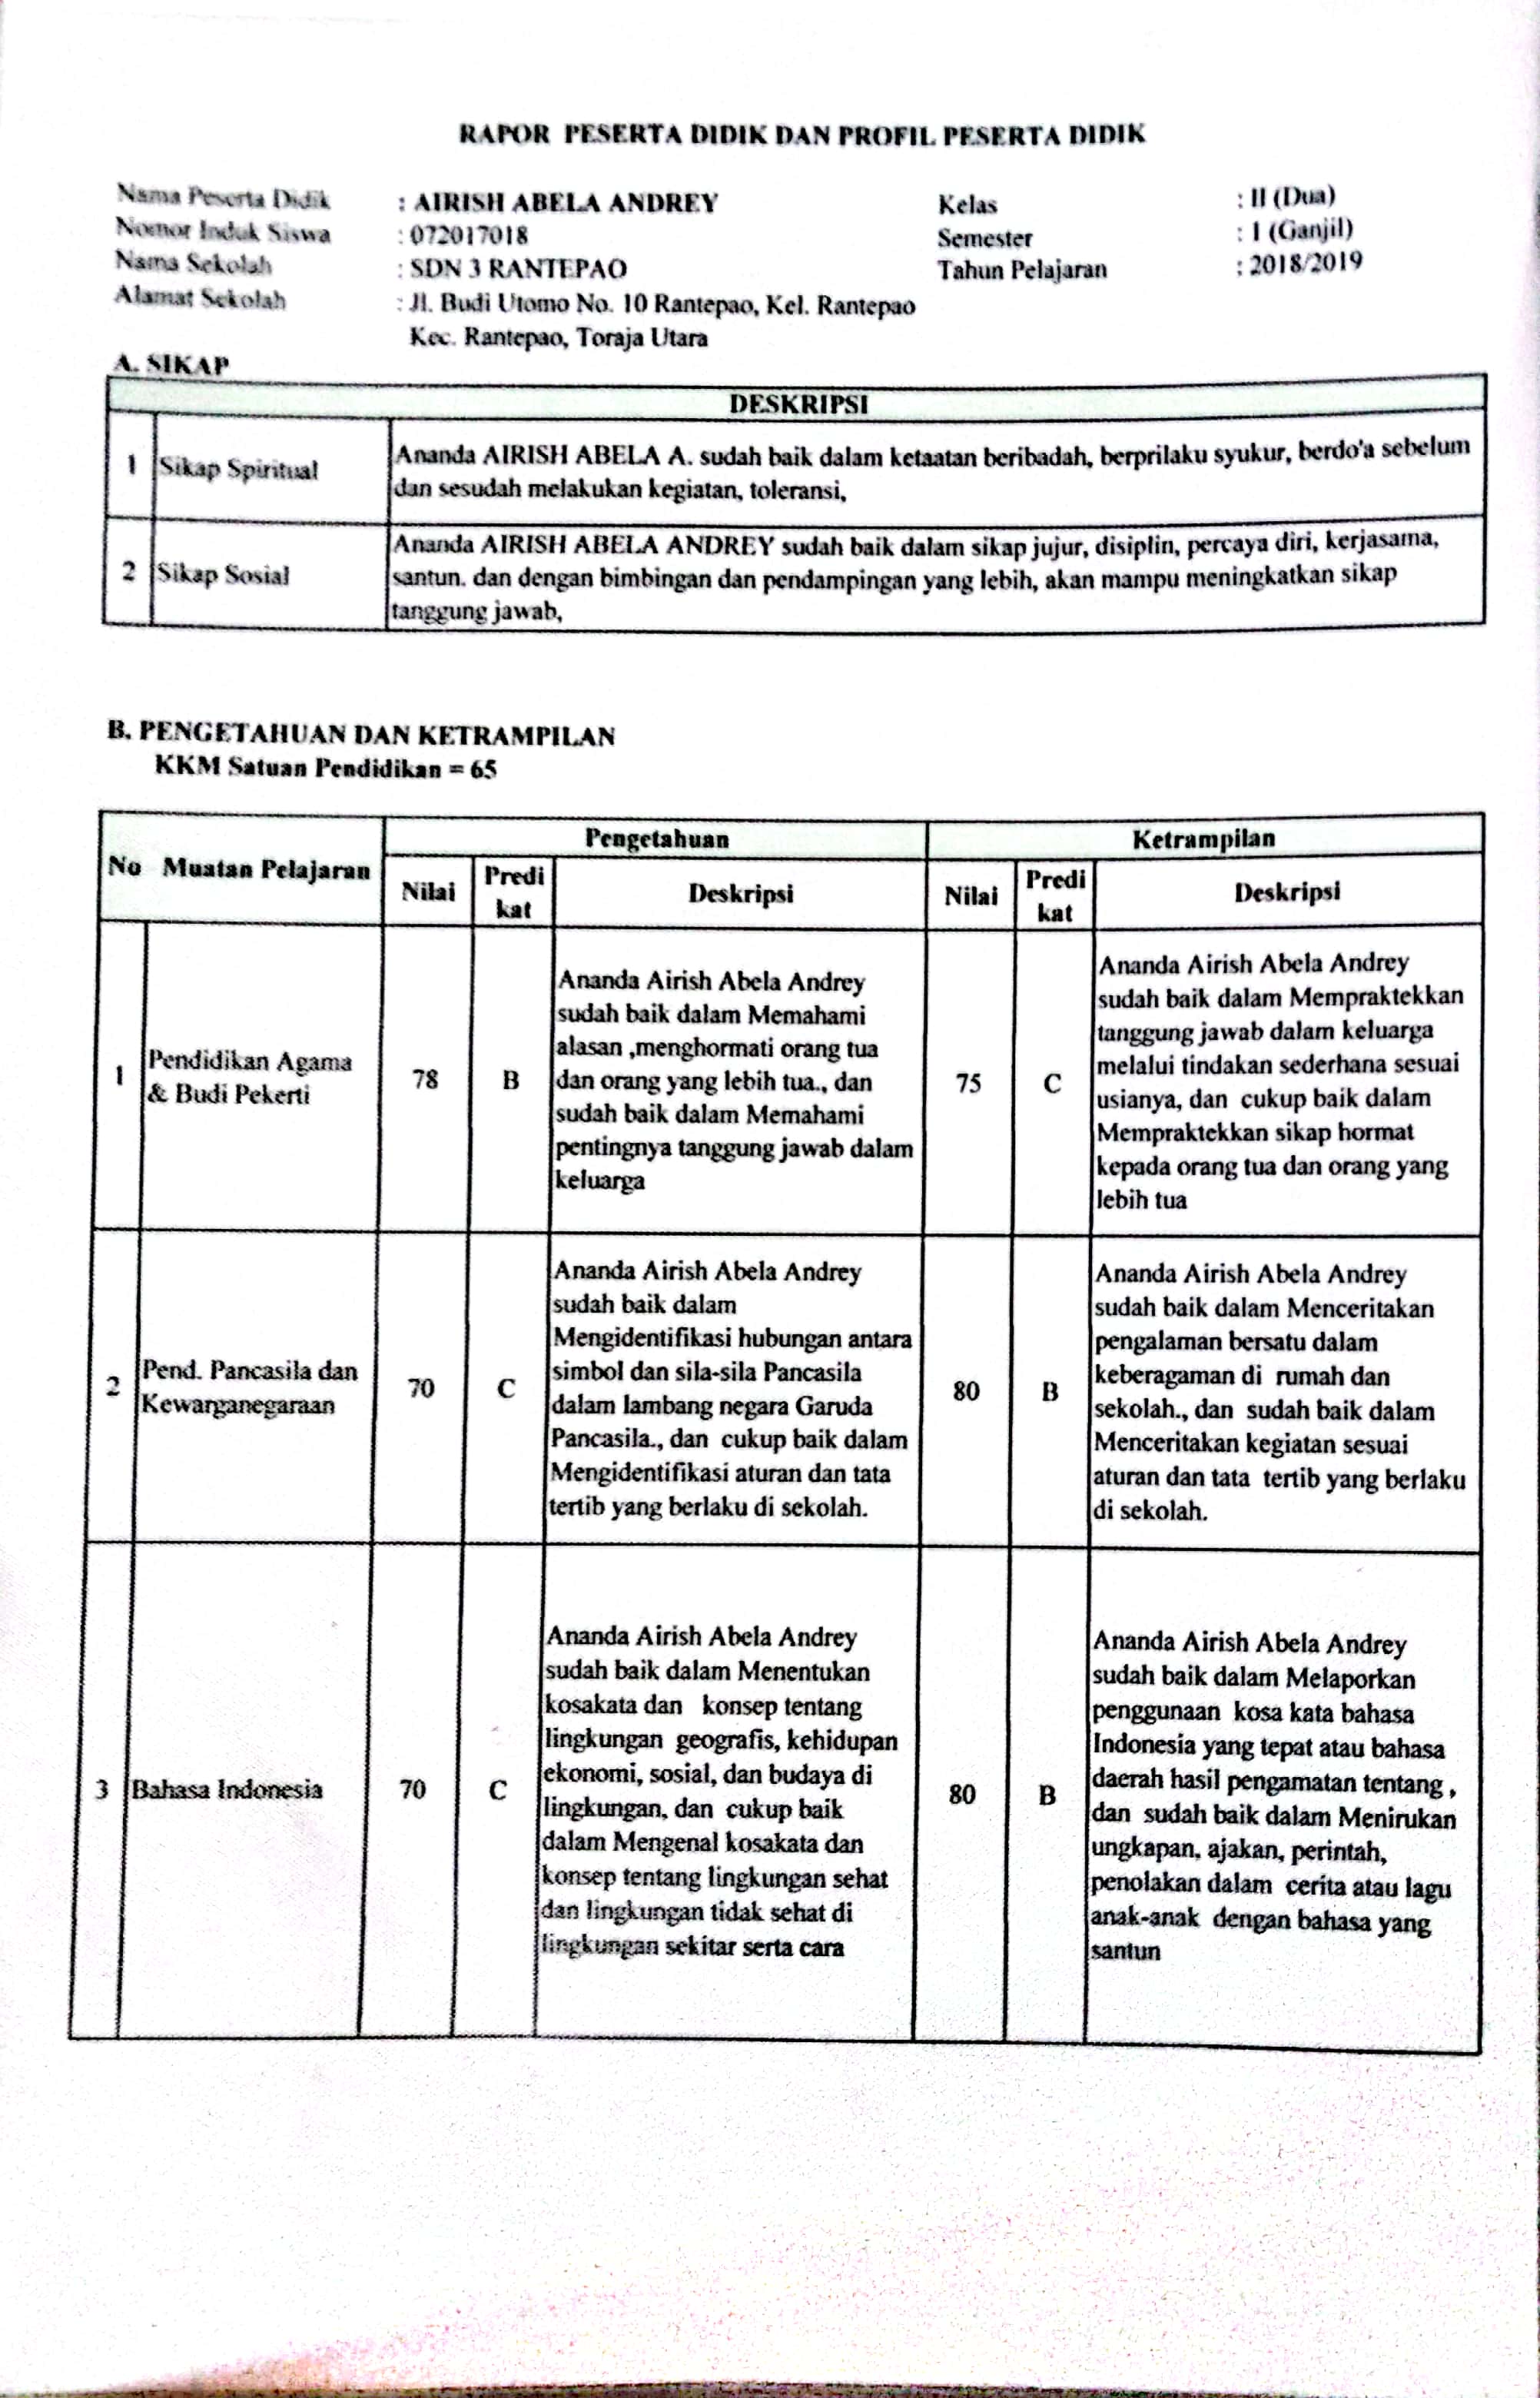 RAPOR PESERTA DIDIK DAN PROFIL PESERTA DIDIK
Nama Peserta Didik : AIRISH ABELA ANDREY Kelas : II (Dua)
Nomor Induk Siswa : 072017018 Semester : 1 (Ganjil)
Nama Sekolah : SDN 3 RANTEPAO Tahun Pelajaran : 2018/2019
Alamat Sekolah : Jl. Budi Utomo No. 10 Rantepao, Kel. Rantepao
Kec. Rantepao, Toraja Utara
A. SIKAP
DESKRIPSI
1 Sikap Spiritual
Ananda AIRISH ABELA A. sudah baik dalam ketaatan beribadah, berprilaku syukur, berdo'a sebelum
dan sesudah melakukan kegiatan, toleransi,
2 Sikap Sosial
Ananda AIRISH ABELA ANDREY sudah baik dalam sikap jujur, disiplin, percaya diri, kerjasama,
santun. dan dengan bimbingan dan pendampingan yang lebih, akan mampu meningkatkan sikap
tanggung jawab,
B. PENGETAHUAN DAN KETRAMPILAN
KKM Satuan Pendidikan = 65
No Muatan Pelajaran
Pengetahuan
Ketrampilan
Nilai
Predi
kat
Deskripsi
Nilai
Predi
kat
Deskripsi
1
Pendidikan Agama
& Budi Pekerti
78
B
Ananda Airish Abela Andrey
sudah baik dalam Memahami
alasan ,menghormati orang tua
dan orang yang lebih tua., dan
sudah baik dalam Memahami
pentingnya tanggung jawab dalam
keluarga
75
C
Ananda Airish Abela Andrey
sudah baik dalam Mempraktekkan
tanggung jawab dalam keluarga
melalui tindakan sederhana sesuai
usianya, dan cukup baik dalam
Mempraktekkan sikap hormat
kepada orang tua dan orang yang
lebih tua
2
Pend. Pancasila dan
Kewarganegaraan
70
C
Ananda Airish Abela Andrey
sudah baik dalam
Mengidentifikasi hubungan antara
simbol dan sila-sila Pancasila
dalam lambang negara Garuda
Pancasila., dan cukup baik dalam
Mengidentifikasi aturan dan tata
tertib yang berlaku di sekolah.
80
B
Ananda Airish Abela Andrey
sudah baik dalam Menceritakan
pengalaman bersatu dalam
keberagaman di rumah dan
sekolah., dan sudah baik dalam
Menceritakan kegiatan sesuai
aturan dan tata tertib yang berlaku
di sekolah.
3
Bahasa Indonesia
70
C
Ananda Airish Abela Andrey
sudah baik dalam Menentukan
kosakata dan konsep tentang
lingkungan geografis, kehidupan
ekonomi, sosial, dan budaya di
lingkungan, dan cukup baik
dalam Mengenal kosakata dan
konsep tentang lingkungan sehat
dan lingkungan tidak sehat di
lingkungan sekitar serta cara
80
B
Ananda Airish Abela Andrey
sudah baik dalam Melaporkan
penggunaan kosa kata bahasa
Indonesia yang tepat atau bahasa
daerah hasil pengamatan tentang ,
dan sudah baik dalam Menirukan
ungkapan, ajakan, perintah,
penolakan dalam cerita atau lagu
anak-anak dengan bahasa yang
santun